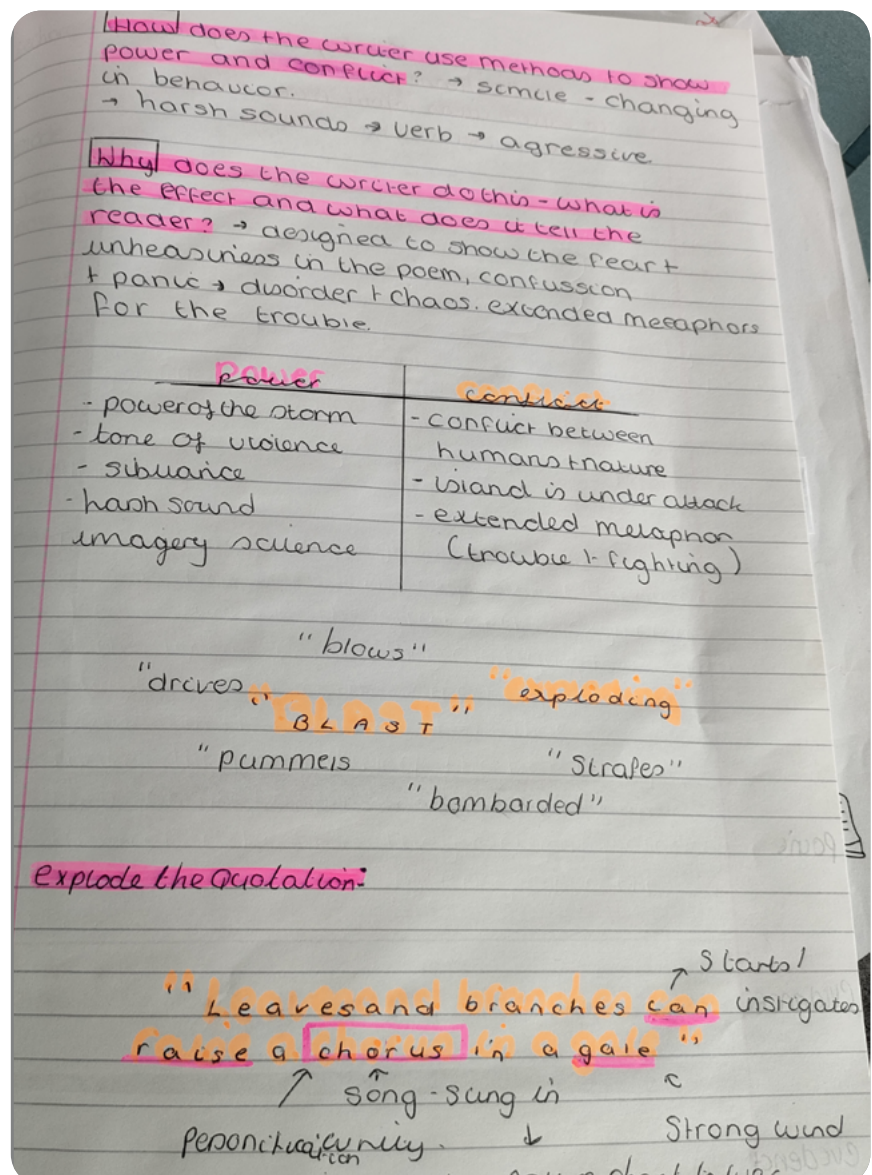 How does the writer use methods to show
power and conflict? → simile - changing
in behavior.
→ harsh sounds → verb → agressive
Why does the writer do this - what is
the effect and what does it tell the
reader? → designed to show the fear +
unheasiness in the poem, confussion
+ panic → disorder + chaos. extended metaphors
for the trouble.
power
conflict
- power of the storm
- tone of violence
- sibilance
- harsh sound
imagery science
- conflict between
humans + nature
- island is under attack
- extended metaphor
(trouble + fighting)
"blows"
"drives
"BLAST"
"exploding"
"pummels
"Strafes"
"bombarded"
explode the Quotation:
Starts/
"Leaves and branches can
instigates
raise a chorus in a gale"
song - sung in
unity.
Strong wind